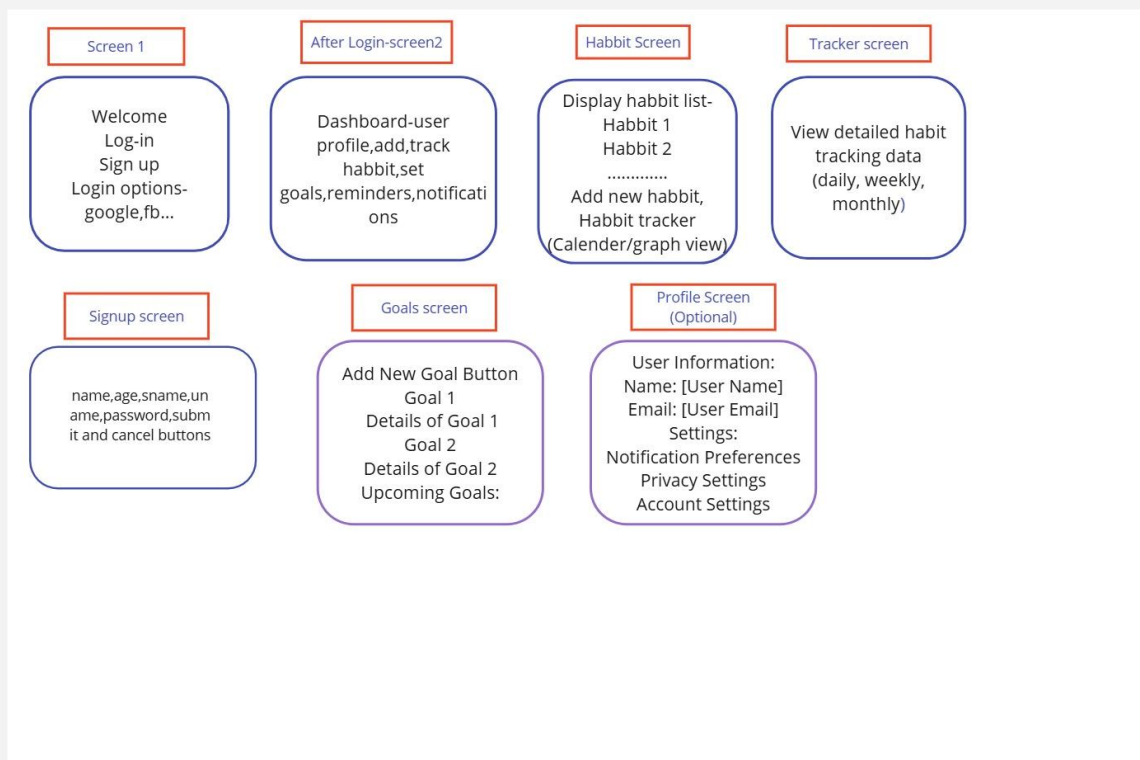 Screen 1
Welcome
Log-in
Sign up
Login options-
google,fb...
After Login-screen2
Dashboard-user
profile,add,track
habbit,set
goals,reminders,notificati
ons
Habbit Screen
Display habbit list-
Habbit 1
Habbit 2
.............
Add new habbit,
Habbit tracker
(Calender/graph view)
Tracker screen
View detailed habit
tracking data
(daily, weekly,
monthly)
Signup screen
name,age,sname,un
ame,password,subm
it and cancel buttons
Goals screen
Add New Goal Button
Goal 1
Details of Goal 1
Goal 2
Details of Goal 2
Upcoming Goals:
Profile Screen
(Optional)
User Information:
Name: [User Name]
Email: [User Email]
Settings:
Notification Preferences
Privacy Settings
Account Settings